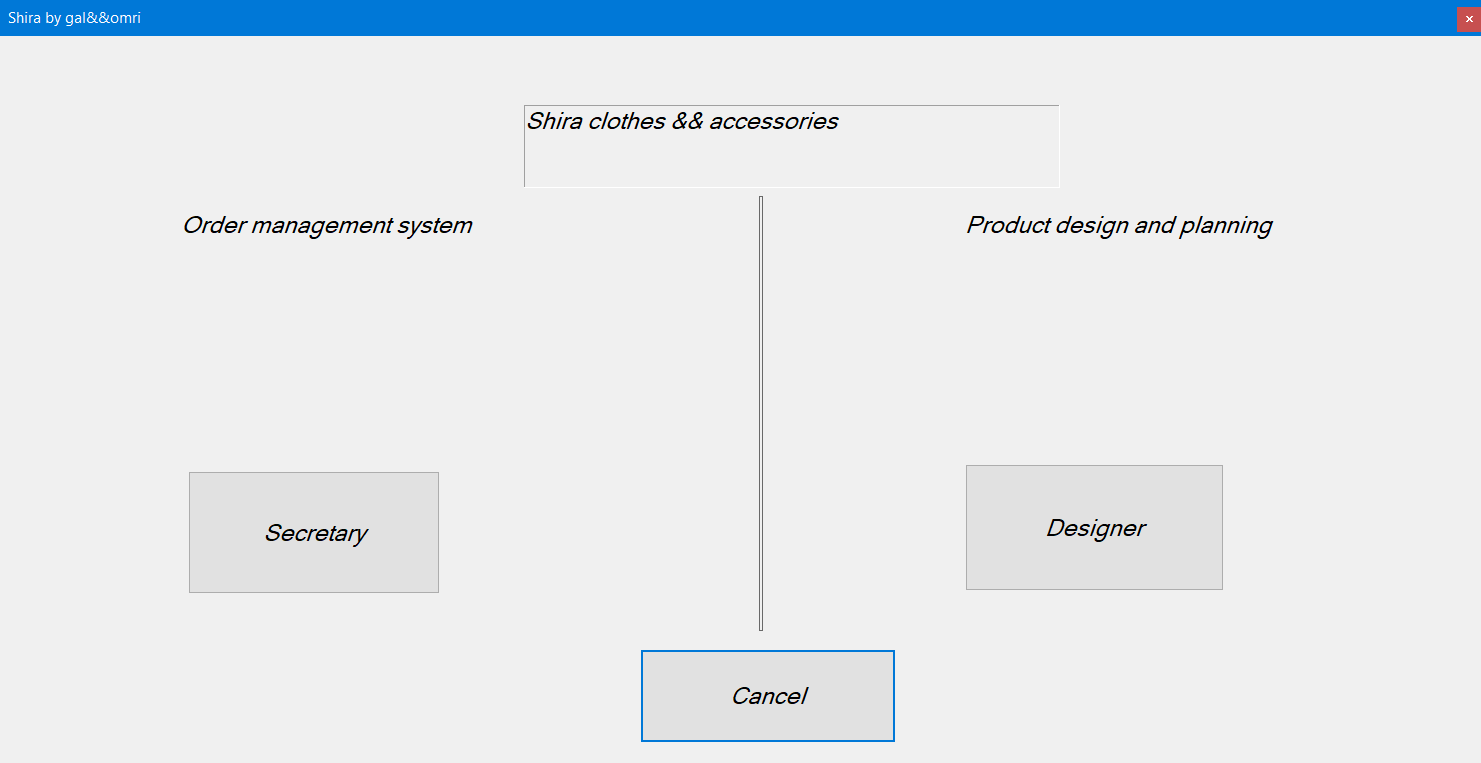 Shira by gal&&omri
Shira clothes && accessories
Order management system
Product design and planning
Secretary
Designer
Cancel